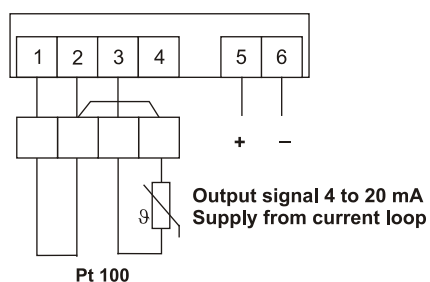 1 2 3 4 5 6
+ −
ϑ
Output signal 4 to 20 mA
Supply from current loop
Pt 100